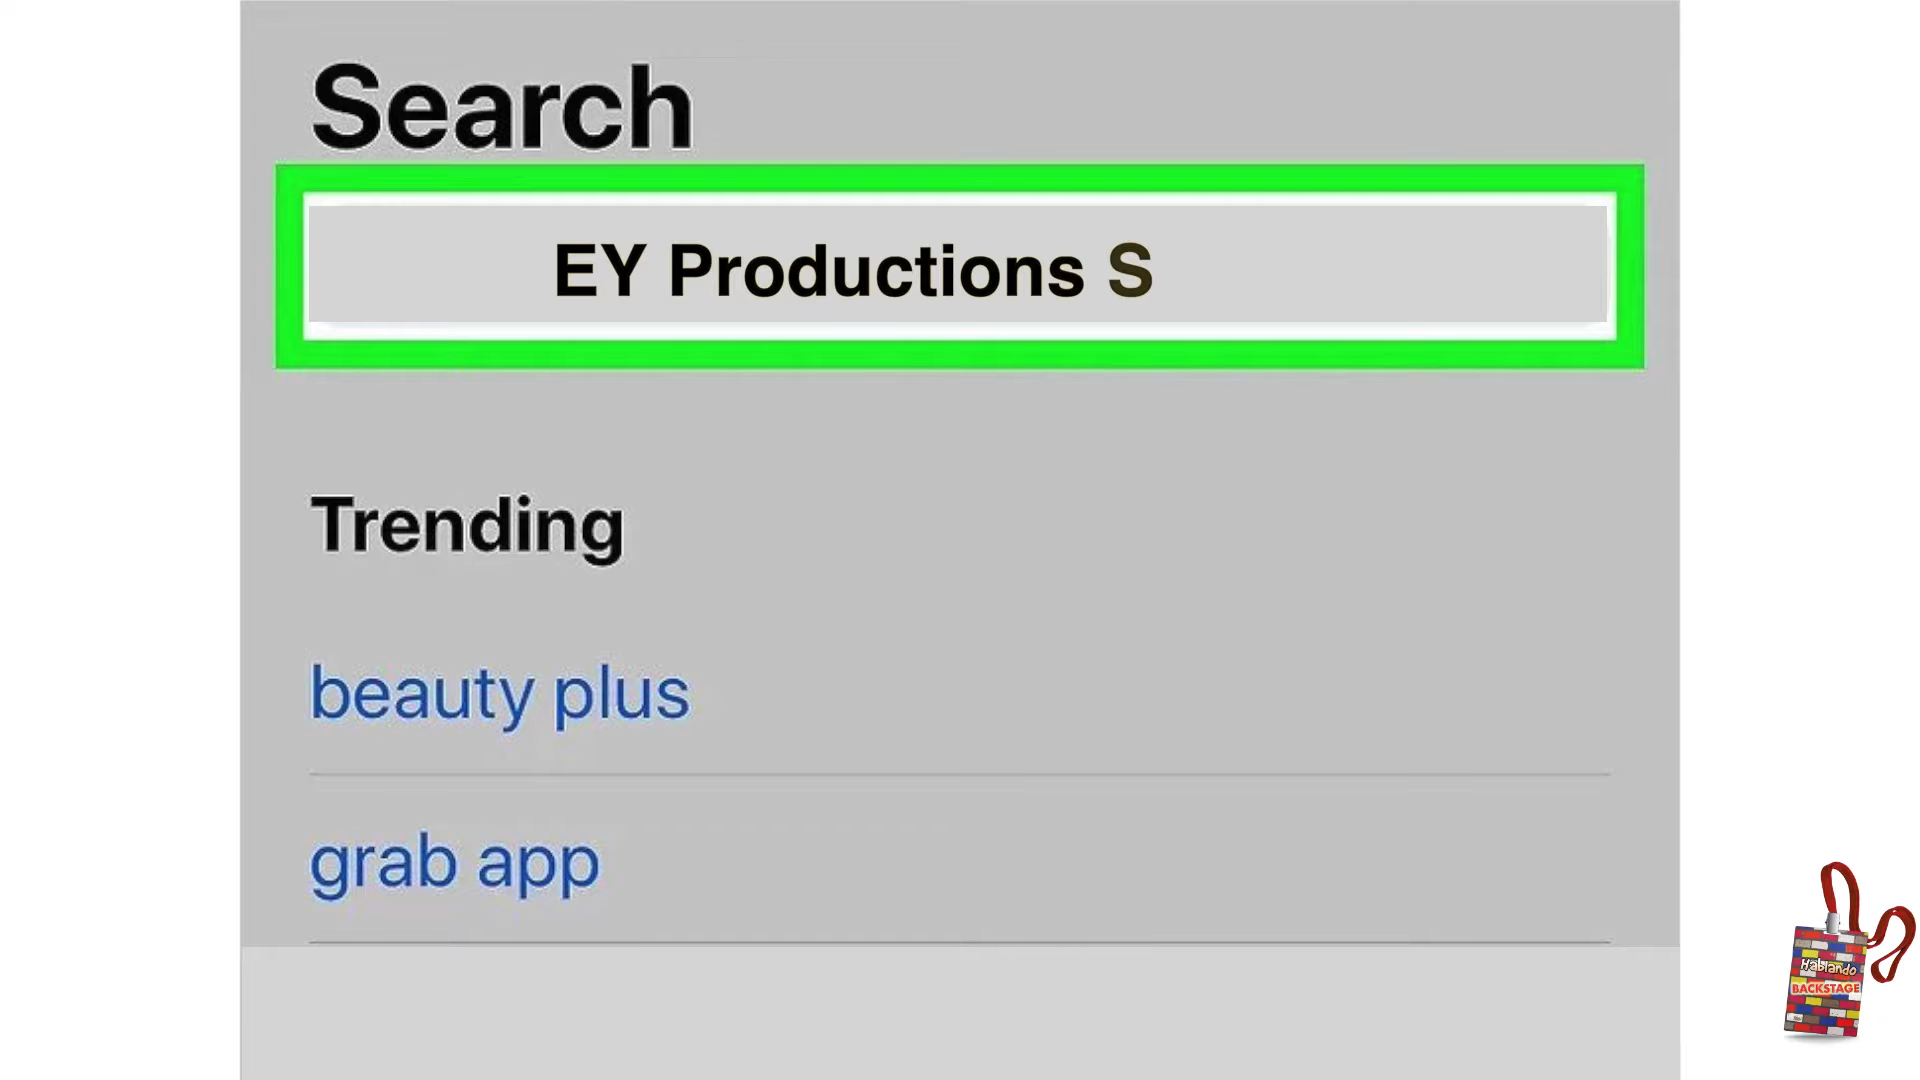 Search
EY Productions S
Trending
beauty plus
grab app
Hablando
BACKSTAGE